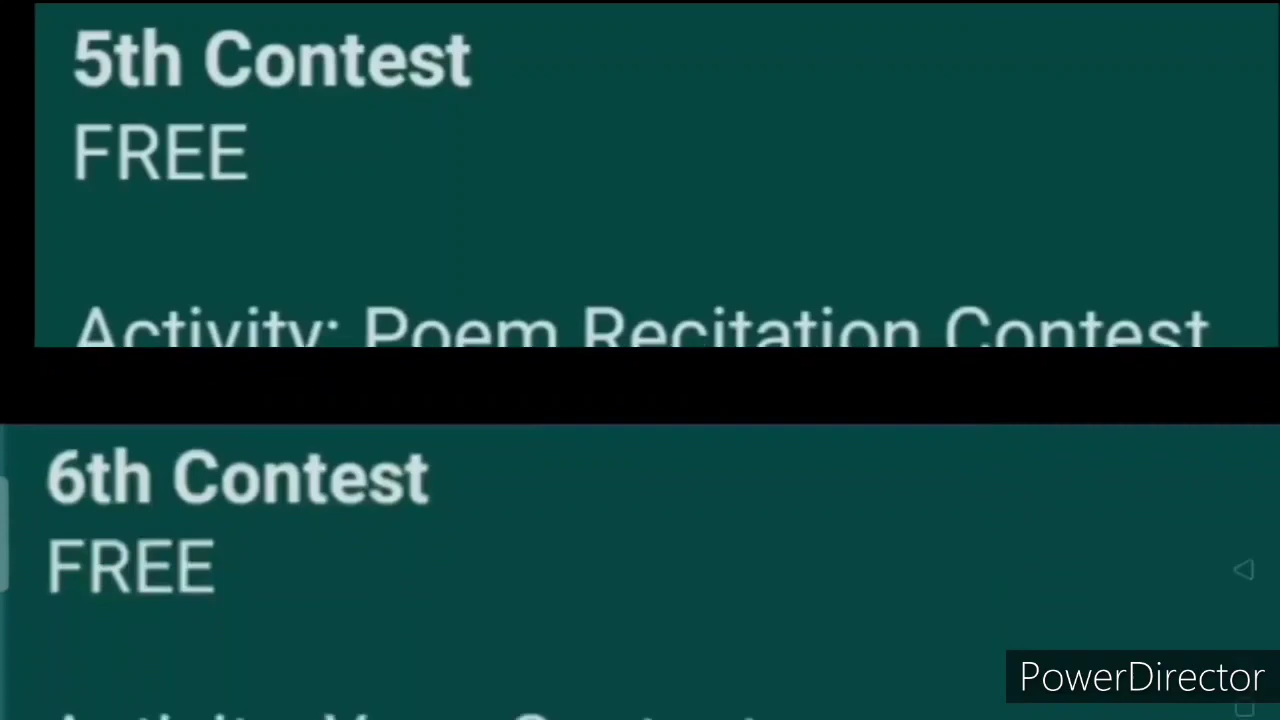 5th Contest
FREE
Activity: Poem Recitation Contest
6th Contest
FREE
PowerDirector